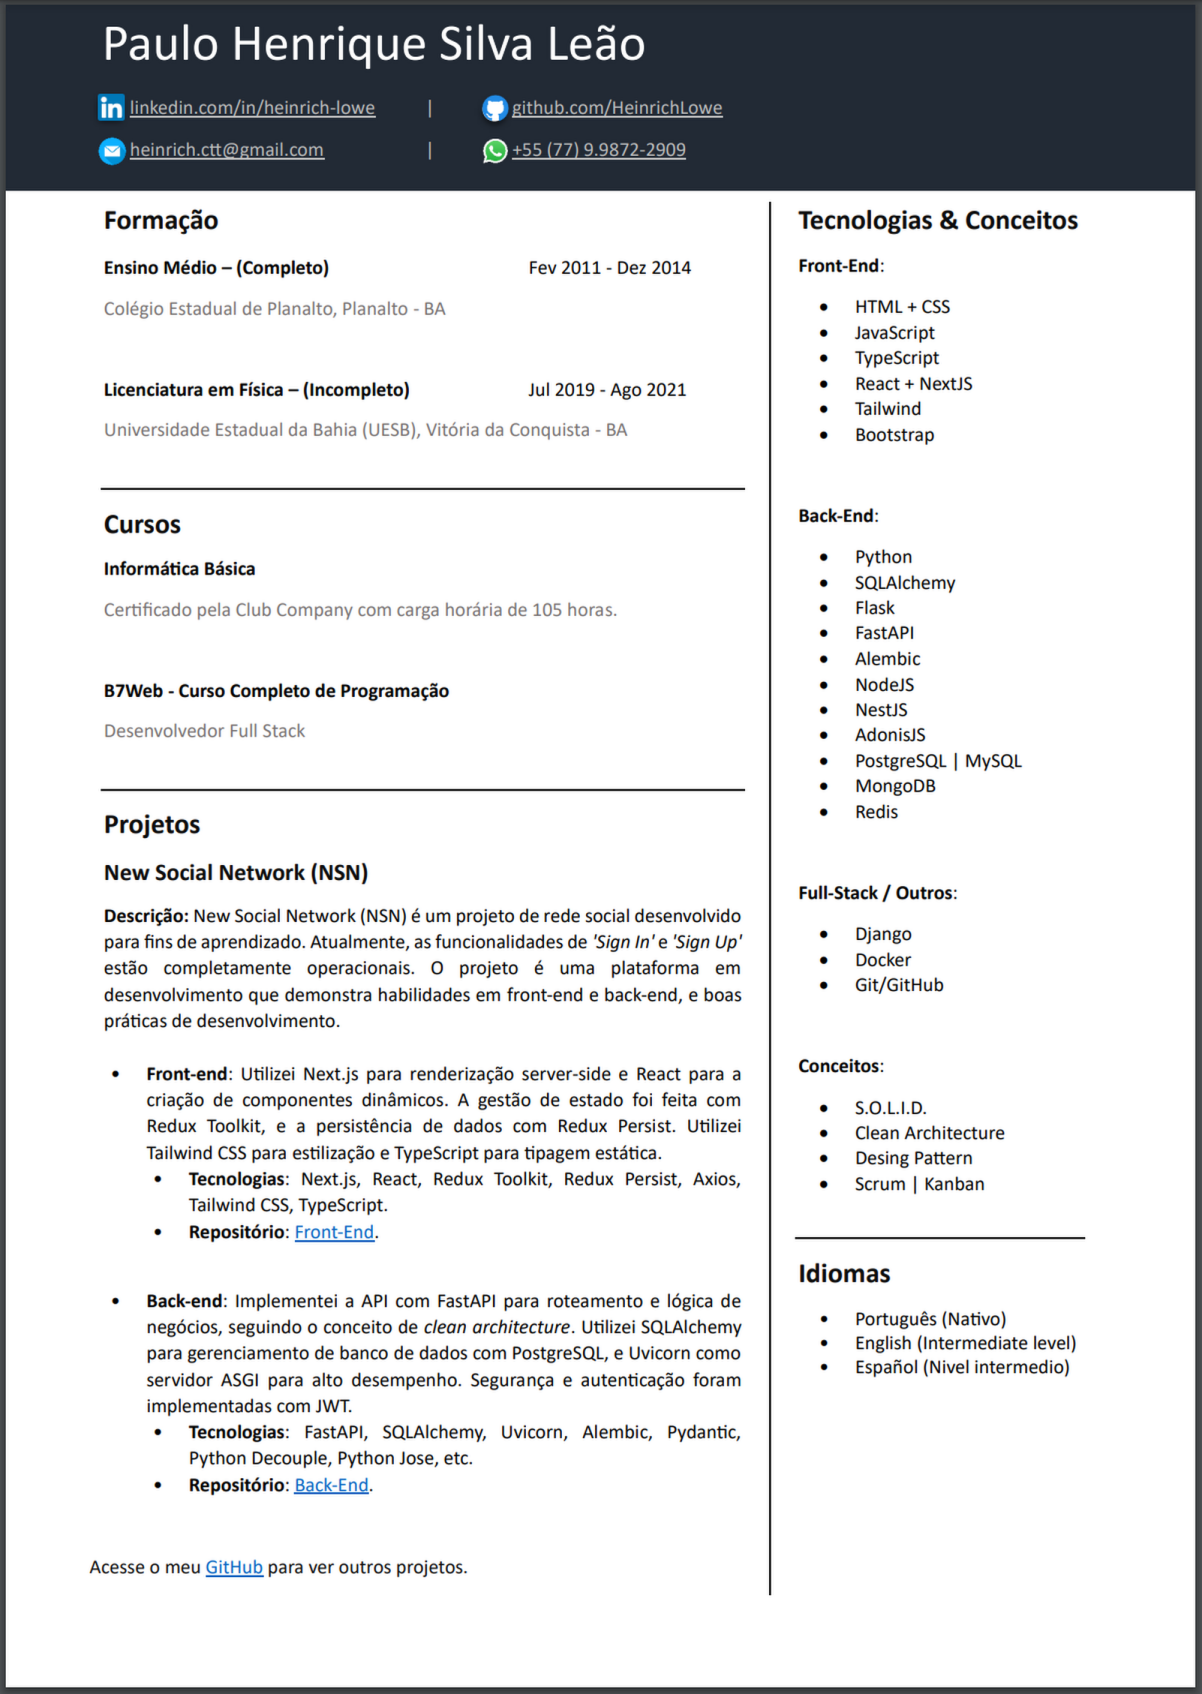 Paulo Henrique Silva Leão
linkedin.com/in/heinrich-lowe | github.com/HeinrichLowe
heinrich.ctt@gmail.com | +55 (77) 9.9872-2909
Formação
Ensino Médio – (Completo) Fev 2011 - Dez 2014
Colégio Estadual de Planalto, Planalto - BA
Licenciatura em Física – (Incompleto) Jul 2019 - Ago 2021
Universidade Estadual da Bahia (UESB), Vitória da Conquista - BA
Cursos
Informática Básica
Certificado pela Club Company com carga horária de 105 horas.
B7Web - Curso Completo de Programação
Desenvolvedor Full Stack
Projetos
New Social Network (NSN)
Descrição: New Social Network (NSN) é um projeto de rede social desenvolvido
para fins de aprendizado. Atualmente, as funcionalidades de 'Sign In' e 'Sign Up'
estão completamente operacionais. O projeto é uma plataforma em
desenvolvimento que demonstra habilidades em front-end e back-end, e boas
práticas de desenvolvimento.
• Front-end: Utilizei Next.js para renderização server-side e React para a
criação de componentes dinâmicos. A gestão de estado foi feita com
Redux Toolkit, e a persistência de dados com Redux Persist. Utilizei
Tailwind CSS para estilização e TypeScript para tipagem estática.
• Tecnologias: Next.js, React, Redux Toolkit, Redux Persist, Axios,
Tailwind CSS, TypeScript.
• Repositório: Front-End.
• Back-end: Implementei a API com FastAPI para roteamento e lógica de
negócios, seguindo o conceito de clean architecture. Utilizei SQLAlchemy
para gerenciamento de banco de dados com PostgreSQL, e Uvicorn como
servidor ASGI para alto desempenho. Segurança e autenticação foram
implementadas com JWT.
• Tecnologias: FastAPI, SQLAlchemy, Uvicorn, Alembic, Pydantic,
Python Decouple, Python Jose, etc.
• Repositório: Back-End.
Acesse o meu GitHub para ver outros projetos.
Tecnologias & Conceitos
Front-End:
• HTML + CSS
• JavaScript
• TypeScript
• React + NextJS
• Tailwind
• Bootstrap
Back-End:
• Python
• SQLAlchemy
• Flask
• FastAPI
• Alembic
• NodeJS
• NestJS
• AdonisJS
• PostgreSQL | MySQL
• MongoDB
• Redis
Full-Stack / Outros:
• Django
• Docker
• Git/GitHub
Conceitos:
• S.O.L.I.D.
• Clean Architecture
• Desing Pattern
• Scrum | Kanban
Idiomas
• Português (Nativo)
• English (Intermediate level)
• Español (Nivel intermedio)